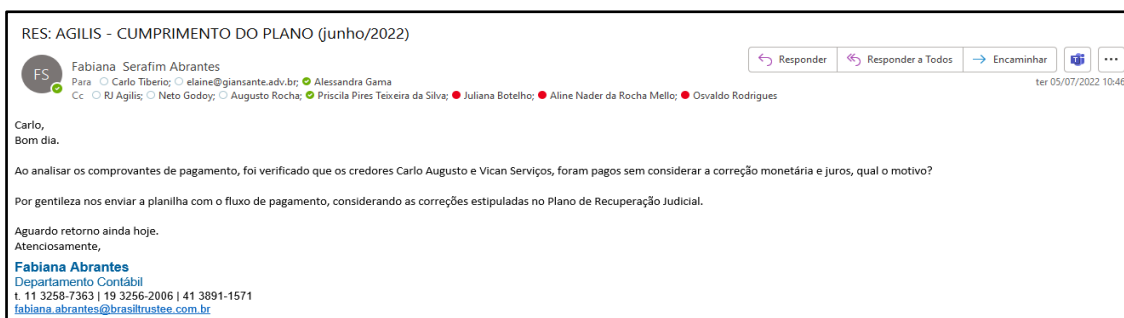 RES: AGILIS - CUMPRIMENTO DO PLANO (junho/2022)
FS
Fabiana Serafim Abrantes
Responder
Responder a Todos
Encaminhar
...
Para Carlo Tiberio; elaine@giansante.adv.br; Alessandra Gama
ter 05/07/2022 10:46
Cc RJ Agilis; Neto Godoy; Augusto Rocha; Priscila Pires Teixeira da Silva; Juliana Botelho; Aline Nader da Rocha Mello; Osvaldo Rodrigues
Carlo,
Bom dia.
Ao analisar os comprovantes de pagamento, foi verificado que os credores Carlo Augusto e Vican Serviços, foram pagos sem considerar a correção monetária e juros, qual o motivo?
Por gentileza nos enviar a planilha com o fluxo de pagamento, considerando as correções estipuladas no Plano de Recuperação Judicial.
Aguardo retorno ainda hoje.
Atenciosamente,
Fabiana Abrantes
Departamento Contábil
t. 11 3258-7363 | 19 3256-2006 | 41 3891-1571
fabiana.abrantes@brasiltrustee.com.br